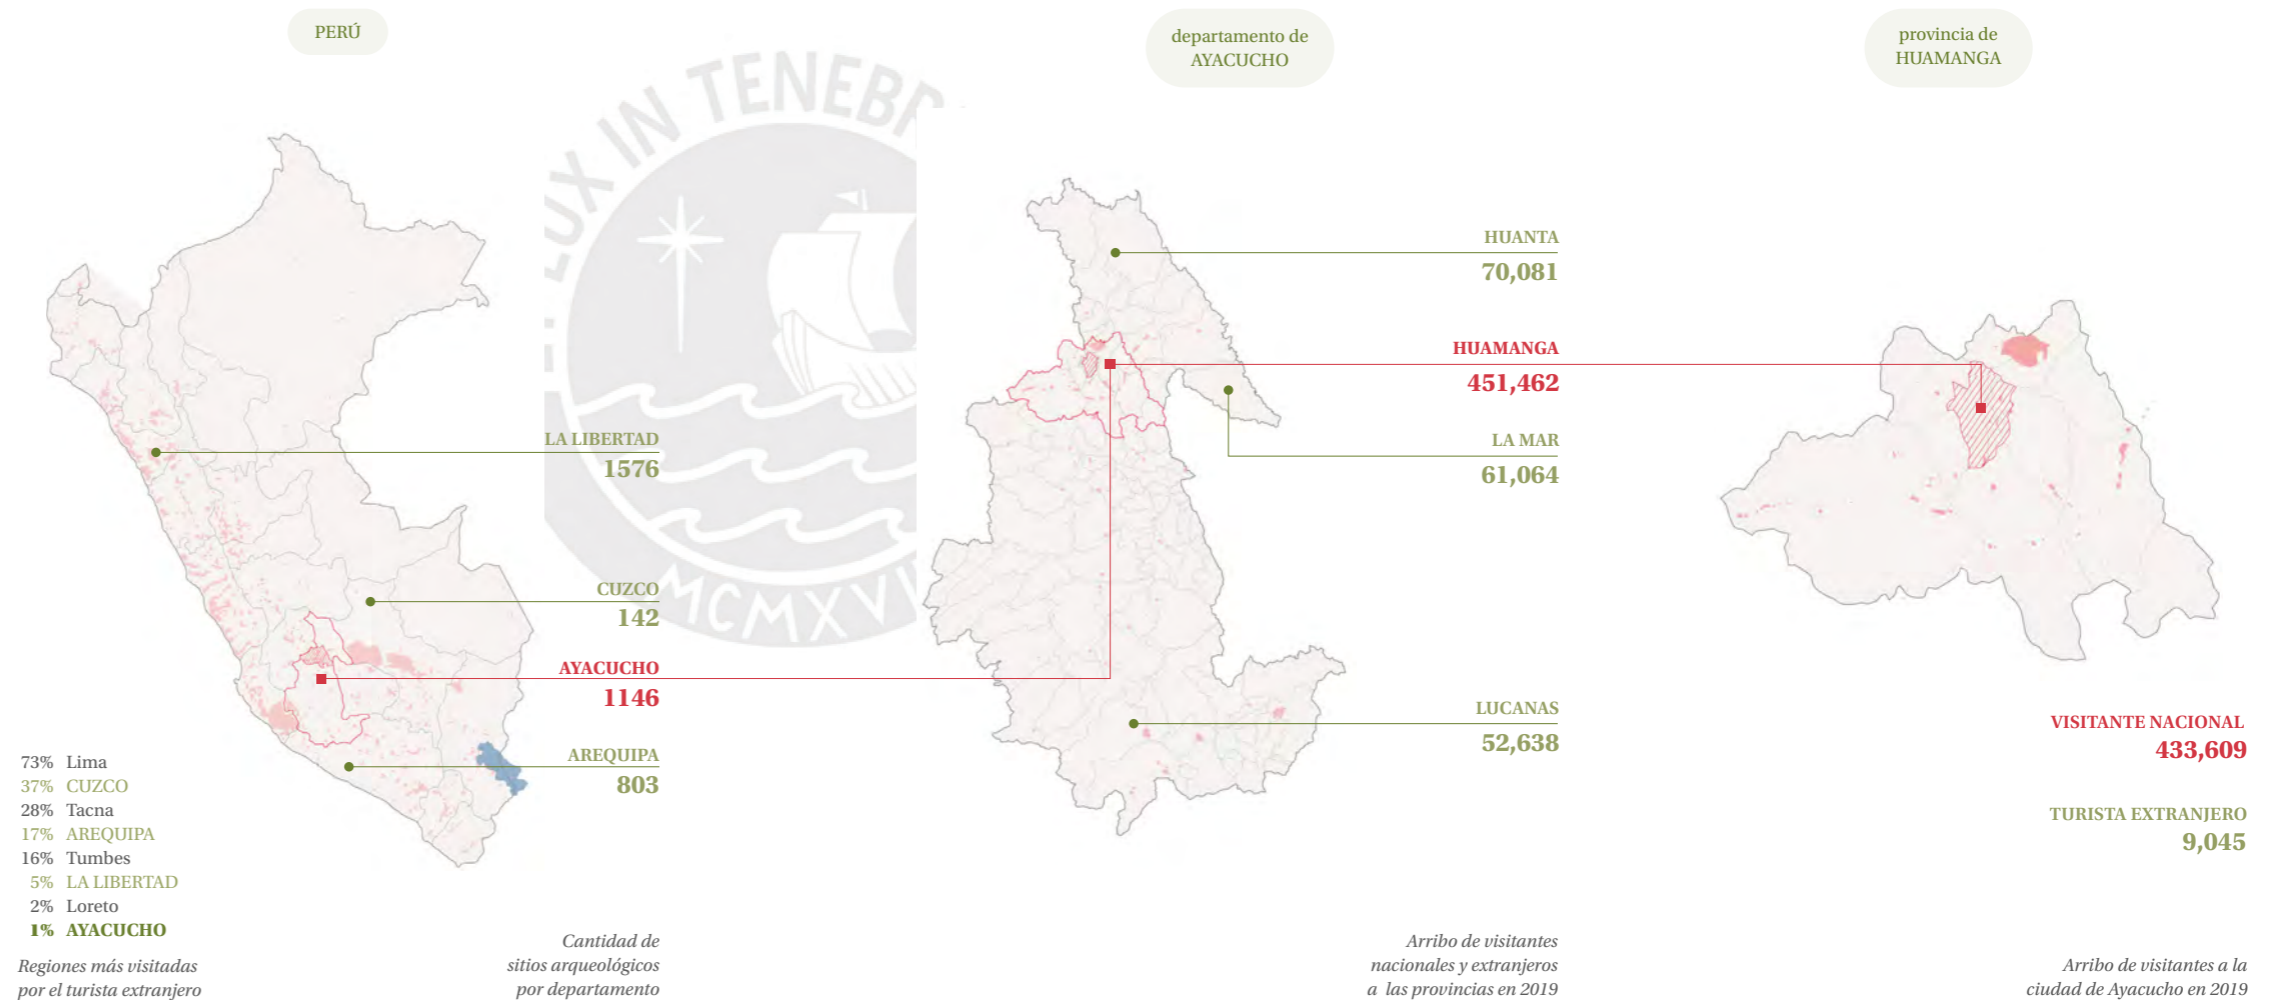 PERÚ
departamento de
AYACUCHO
provincia de
HUAMANGA
LUX IN TENEBR
MCMXVI
LA LIBERTAD
1576
CUZCO
142
AYACUCHO
1146
AREQUIPA
803
73% Lima
37% CUZCO
28% Tacna
17% AREQUIPA
16% Tumbes
5% LA LIBERTAD
2% Loreto
1% AYACUCHO
Regiones más visitadas
por el turista extranjero
Cantidad de
sitios arqueológicos
por departamento
HUANTA
70,081
HUAMANGA
451,462
LA MAR
61,064
LUCANAS
52,638
Arribo de visitantes
nacionales y extranjeros
a las provincias en 2019
VISITANTE NACIONAL
433,609
TURISTA EXTRANJERO
9,045
Arribo de visitantes a la
ciudad de Ayacucho en 2019